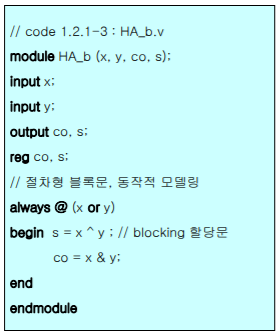 // code 1.2.1-3 : HA_b.v
module HA_b (x, y, co, s);
input x;
input y;
output co, s;
reg co, s;
// 절차형 블록문, 동작적 모델링
always @ (x or y)
begin  s = x ^ y ; // blocking 할당문
co = x & y;
end
endmodule